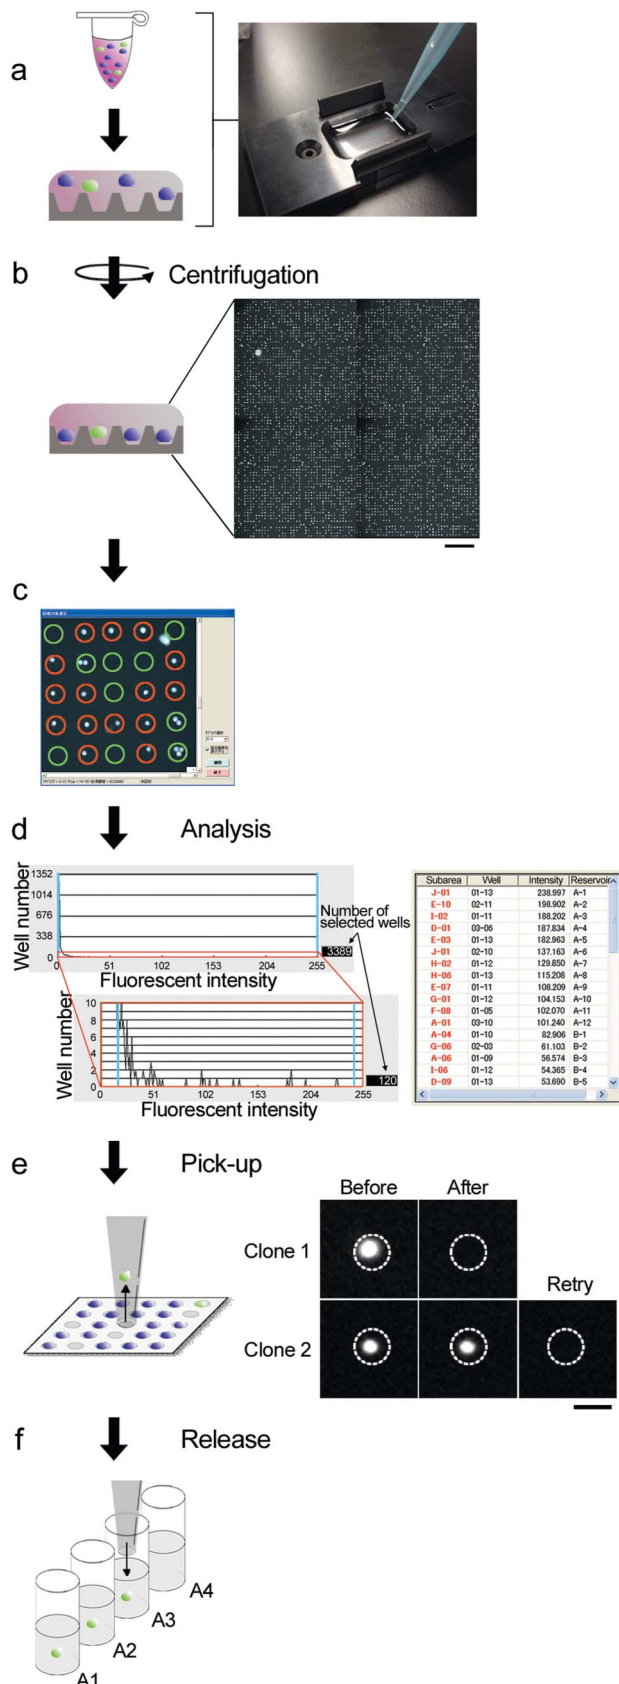 a
b
Centrifugation
c
d
Analysis
Well number
1352
1014
676
338
0
0 51 102 153 204 255
Fluorescent intensity
Number of
selected wells
3389
Well number
10
8
6
4
2
0
0 51 102 153 204 255
Fluorescent intensity
120
Subarea Well Intensity Reservoir
J-01 01-13 238.997 A-1
E-10 02-11 198.902 A-2
I-02 01-11 188.202 A-3
D-01 03-06 187.834 A-4
E-03 01-13 182.963 A-5
J-01 02-10 137.163 A-6
H-02 01-12 129.850 A-7
H-06 01-13 115.208 A-8
E-07 01-11 108.209 A-9
G-01 01-12 104.153 A-10
F-08 01-05 102.070 A-11
A-01 03-10 101.240 A-12
A-04 01-10 82.906 B-1
G-06 02-03 61.103 B-2
A-06 01-09 56.574 B-3
I-06 01-12 54.365 B-4
D-09 01-13 53.690 B-5
e
Pick-up
Before After
Clone 1
Retry
Clone 2
f
Release
A4
A3
A2
A1